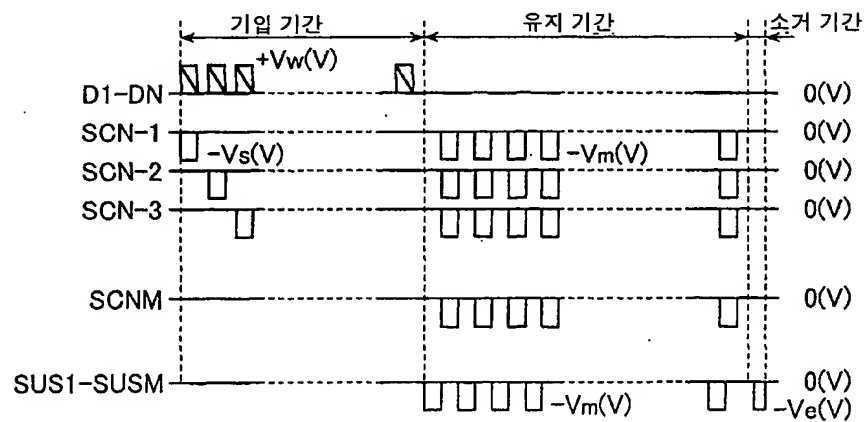 기입 기간 유지 기간 소거 기간
+Vw(V)
D1-DN 0(V)
SCN-1 -Vs(V) -Vm(V) 0(V)
SCN-2 0(V)
SCN-3 0(V)
SCNM 0(V)
SUS1-SUSM 0(V)
-Vm(V) -Ve(V)